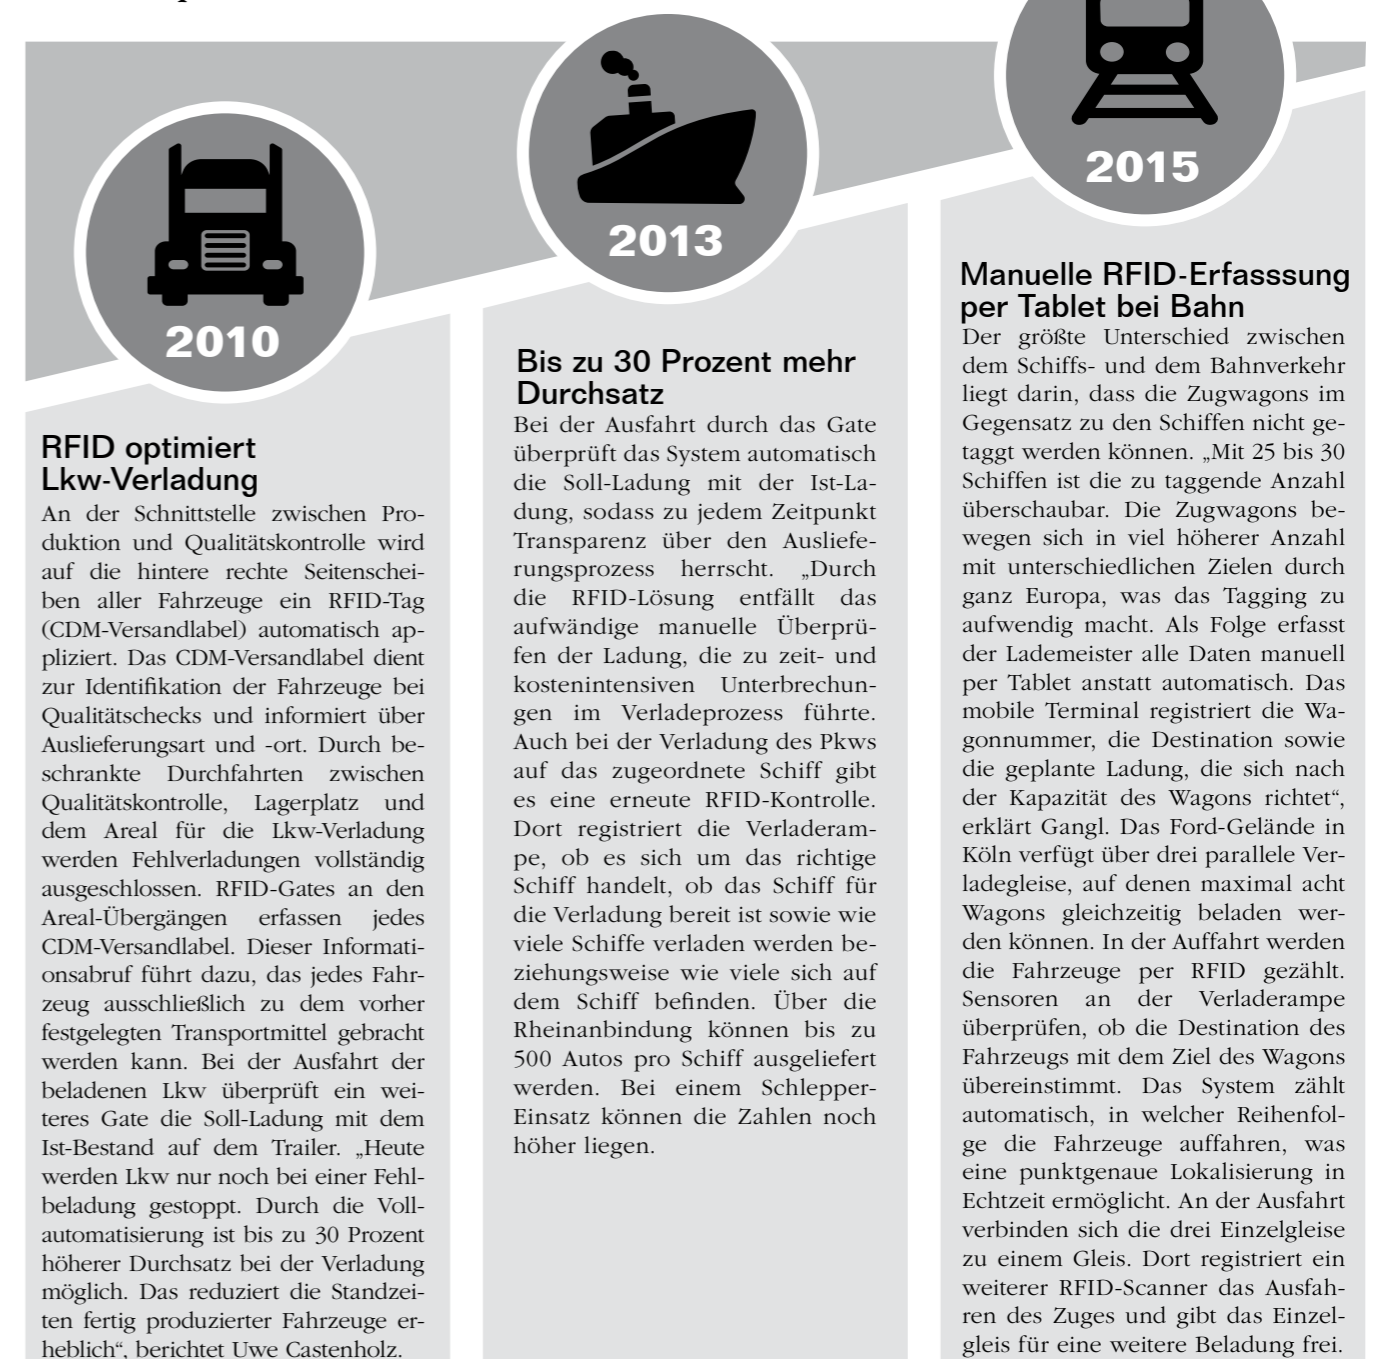 2010
RFID optimiert
Lkw-Verladung
An der Schnittstelle zwischen Pro-
duktion und Qualitätskontrolle wird
auf die hintere rechte Seitenschei-
ben aller Fahrzeuge ein RFID-Tag
(CDM-Versandlabel) automatisch ap-
pliziert. Das CDM-Versandlabel dient
zur Identifikation der Fahrzeuge bei
Qualitätschecks und informiert über
Auslieferungsart und -ort. Durch be-
schrankte Durchfahrten zwischen
Qualitätskontrolle, Lagerplatz und
dem Areal für die Lkw-Verladung
werden Fehlverladungen vollständig
ausgeschlossen. RFID-Gates an den
Areal-Übergängen erfassen jedes
CDM-Versandlabel. Dieser Informati-
onsabruf führt dazu, das jedes Fahr-
zeug ausschließlich zu dem vorher
festgelegten Transportmittel gebracht
werden kann. Bei der Ausfahrt der
beladenen Lkw überprüft ein wei-
teres Gate die Soll-Ladung mit dem
Ist-Bestand auf dem Trailer. „Heute
werden Lkw nur noch bei einer Fehl-
beladung gestoppt. Durch die Voll-
automatisierung ist bis zu 30 Prozent
höherer Durchsatz bei der Verladung
möglich. Das reduziert die Standzei-
ten fertig produzierter Fahrzeuge er-
heblich“, berichtet Uwe Castenholz.
2013
Bis zu 30 Prozent mehr
Durchsatz
Bei der Ausfahrt durch das Gate
überprüft das System automatisch
die Soll-Ladung mit der Ist-La-
dung, sodass zu jedem Zeitpunkt
Transparenz über den Ausliefe-
rungsprozess herrscht. „Durch
die RFID-Lösung entfällt das
aufwändige manuelle Überprü-
fen der Ladung, die zu zeit- und
kostenintensiven Unterbrechun-
gen im Verladeprozess führte.
Auch bei der Verladung des Pkws
auf das zugeordnete Schiff gibt
es eine erneute RFID-Kontrolle.
Dort registriert die Verladeram-
pe, ob es sich um das richtige
Schiff handelt, ob das Schiff für
die Verladung bereit ist sowie wie
viele Schiffe verladen werden be-
ziehungsweise wie viele sich auf
dem Schiff befinden. Über die
Rheinanbindung können bis zu
500 Autos pro Schiff ausgeliefert
werden. Bei einem Schlepper-
Einsatz können die Zahlen noch
höher liegen.
2015
Manuelle RFID-Erfasssung
per Tablet bei Bahn
Der größte Unterschied zwischen
dem Schiffs- und dem Bahnverkehr
liegt darin, dass die Zugwagons im
Gegensatz zu den Schiffen nicht ge-
taggt werden können. „Mit 25 bis 30
Schiffen ist die zu taggende Anzahl
überschaubar. Die Zugwagons be-
wegen sich in viel höherer Anzahl
mit unterschiedlichen Zielen durch
ganz Europa, was das Tagging zu
aufwendig macht. Als Folge erfasst
der Lademeister alle Daten manuell
per Tablet anstatt automatisch. Das
mobile Terminal registriert die Wa-
gonnummer, die Destination sowie
die geplante Ladung, die sich nach
der Kapazität des Wagons richtet“,
erklärt Gangl. Das Ford-Gelände in
Köln verfügt über drei parallele Ver-
ladegleise, auf denen maximal acht
Wagons gleichzeitig beladen wer-
den können. In der Auffahrt werden
die Fahrzeuge per RFID gezählt.
Sensoren an der Verladerampe
überprüfen, ob die Destination des
Fahrzeugs mit dem Ziel des Wagons
übereinstimmt. Das System zählt
automatisch, in welcher Reihenfol-
ge die Fahrzeuge auffahren, was
eine punktgenaue Lokalisierung in
Echtzeit ermöglicht. An der Ausfahrt
verbinden sich die drei Einzelgleise
zu einem Gleis. Dort registriert ein
weiterer RFID-Scanner das Ausfah-
ren des Zuges und gibt das Einzel-
gleis für eine weitere Beladung frei.